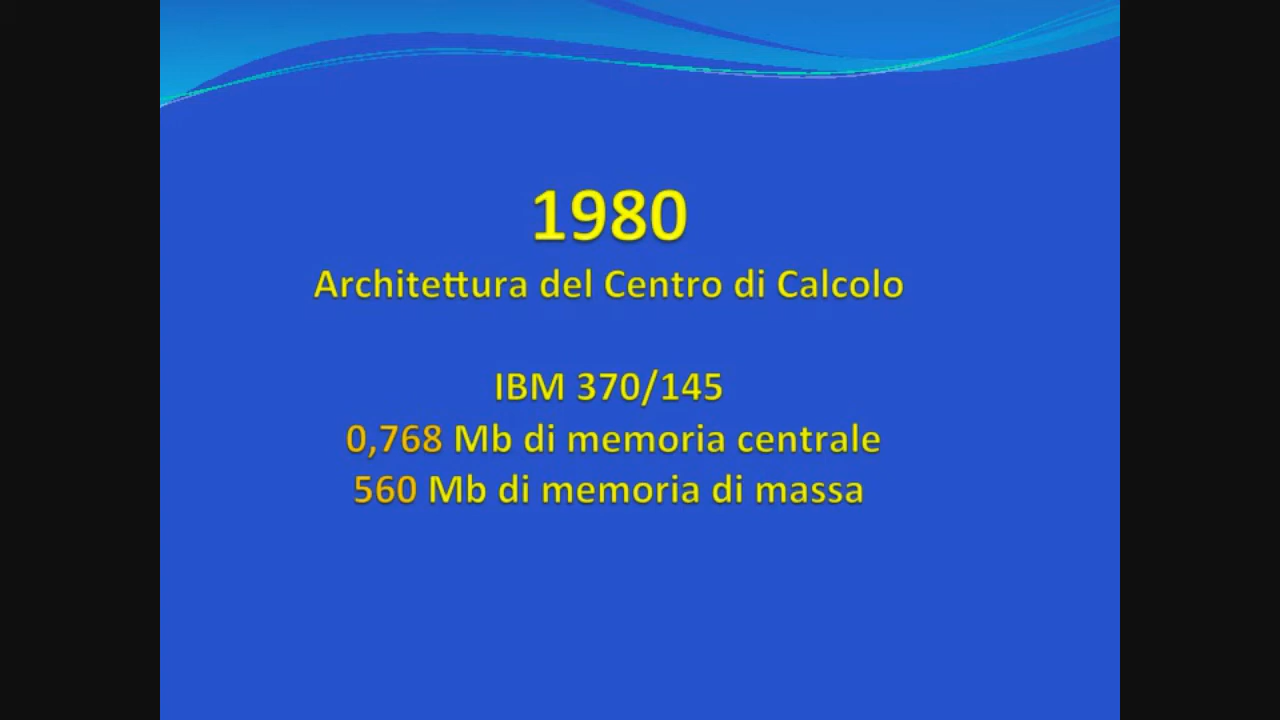 1980
Architettura del Centro di Calcolo
IBM 370/145
0,768 Mb di memoria centrale
560 Mb di memoria di massa